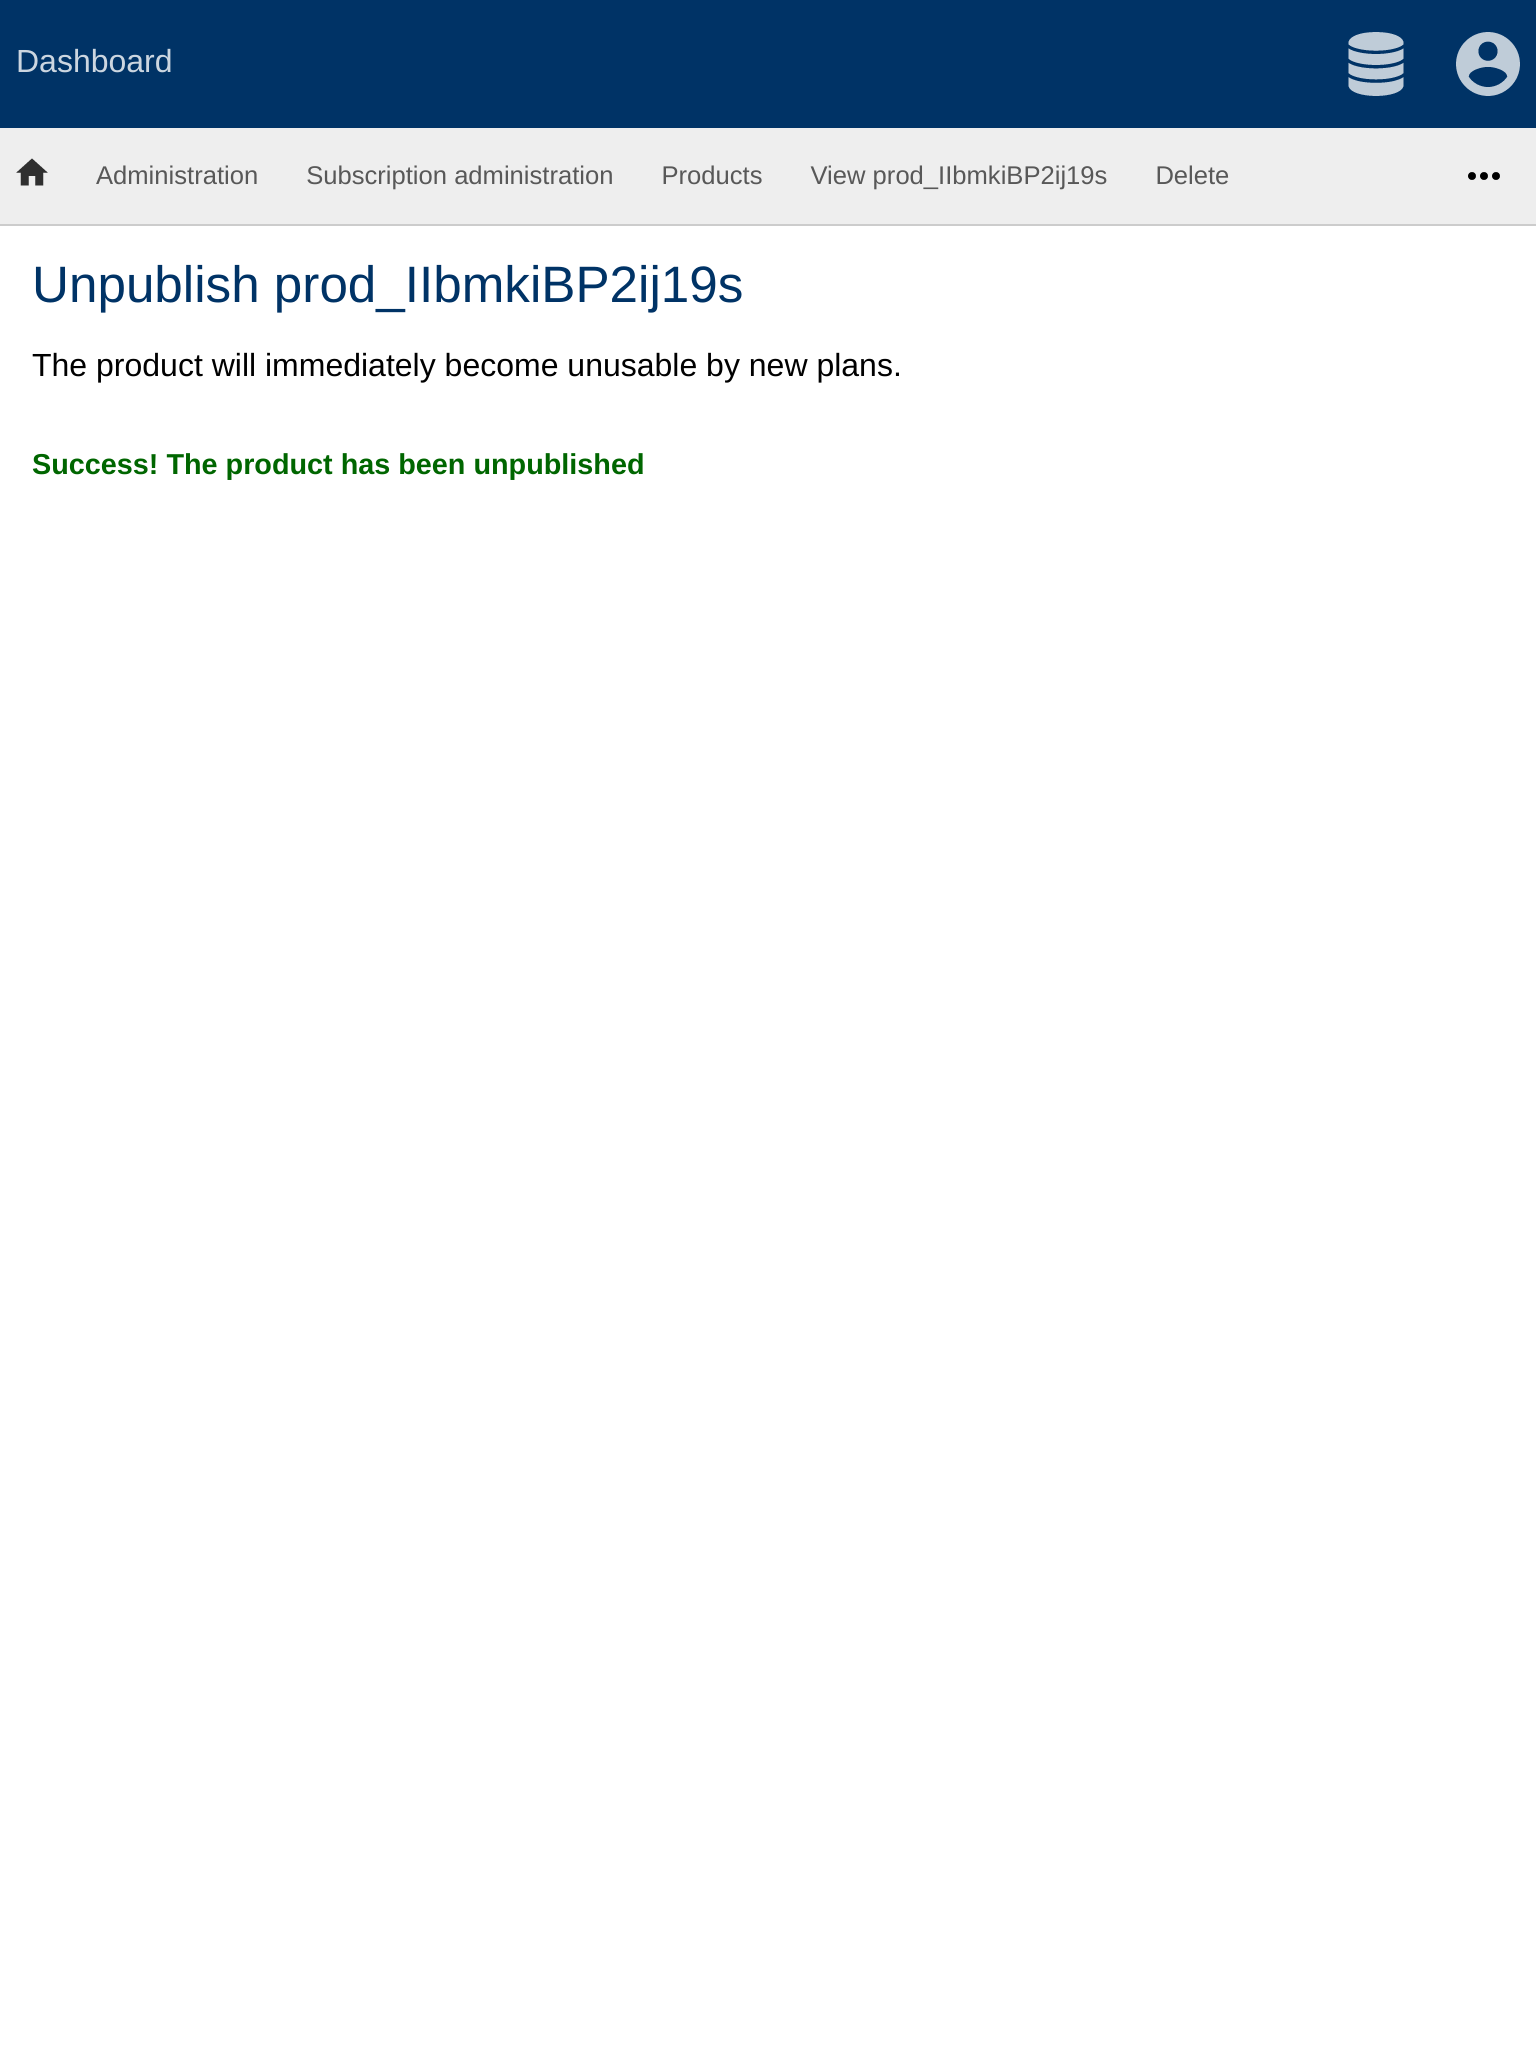 Dashboard
Administration Subscription administration Products View prod_IIbmkiBP2ij19s Delete
Unpublish prod_IIbmkiBP2ij19s
The product will immediately become unusable by new plans.
Success! The product has been unpublished